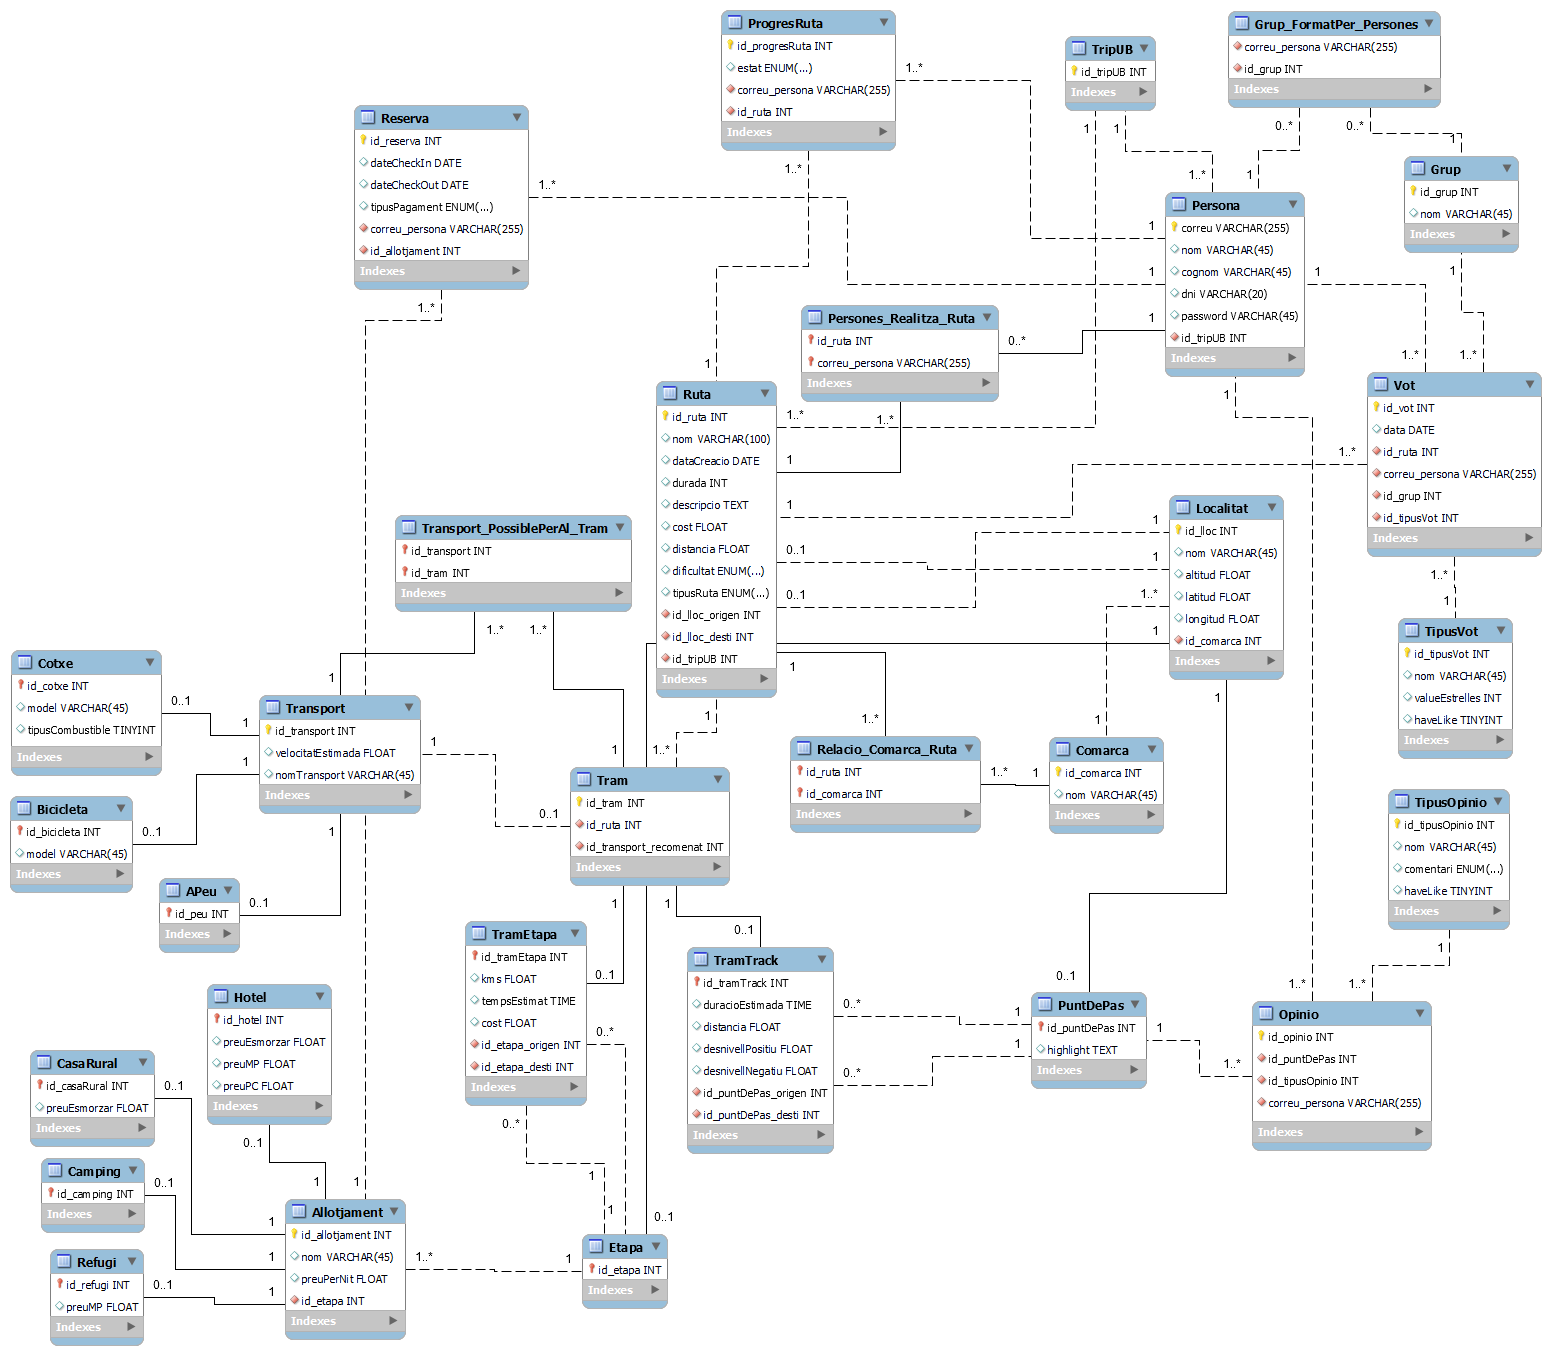 ProgresRuta
id_progresRuta INT
estat ENUM(...)
correu_persona VARCHAR(255)
id_ruta INT
Indexes
TripUB
id_tripUB INT
Indexes
Grup_FormatPer_Persones
correu_persona VARCHAR(255)
id_grup INT
Indexes
Reserva
id_reserva INT
dateCheckIn DATE
dateCheckOut DATE
tipusPagament ENUM(...)
correu_persona VARCHAR(255)
id_allotjament INT
Indexes
Grup
id_grup INT
nom VARCHAR(45)
Indexes
Persona
correu VARCHAR(255)
nom VARCHAR(45)
cognom VARCHAR(45)
dni VARCHAR(20)
password VARCHAR(45)
id_tripUB INT
Indexes
Persones_Realitza_Ruta
id_ruta INT
correu_persona VARCHAR(255)
Indexes
Ruta
id_ruta INT
nom VARCHAR(100)
dataCreacio DATE
durada INT
descripcio TEXT
cost FLOAT
distancia FLOAT
dificultat ENUM(...)
tipusRuta ENUM(...)
id_lloc_origen INT
id_lloc_desti INT
id_tripUB INT
Indexes
Vot
id_vot INT
data DATE
id_ruta INT
correu_persona VARCHAR(255)
id_grup INT
id_tipusVot INT
Indexes
Localitat
id_lloc INT
nom VARCHAR(45)
altitud FLOAT
latitud FLOAT
longitud FLOAT
id_comarca INT
Indexes
Transport_PossiblePerAl_Tram
id_transport INT
id_tram INT
Indexes
TipusVot
id_tipusVot INT
nom VARCHAR(45)
valueEstrelles INT
haveLike TINYINT
Indexes
Cotxe
id_cotxe INT
model VARCHAR(45)
tipusCombustible TINYINT
Indexes
Transport
id_transport INT
velocitatEstimada FLOAT
nomTransport VARCHAR(45)
Indexes
Relacio_Comarca_Ruta
id_ruta INT
id_comarca INT
Indexes
Comarca
id_comarca INT
nom VARCHAR(45)
Indexes
Tram
id_tram INT
id_ruta INT
id_transport_recomenat INT
Indexes
Bicicleta
id_bicicleta INT
model VARCHAR(45)
Indexes
TipusOpinio
id_tipusOpinio INT
nom VARCHAR(45)
comentari ENUM(...)
haveLike TINYINT
Indexes
APeu
id_peu INT
Indexes
TramEtapa
id_tramEtapa INT
kms FLOAT
tempsEstimat TIME
cost FLOAT
id_etapa_origen INT
id_etapa_desti INT
Indexes
TramTrack
id_tramTrack INT
duracioEstimada TIME
distancia FLOAT
desnivellPositiu FLOAT
desnivellNegatiu FLOAT
id_puntDePas_origen INT
id_puntDePas_desti INT
Indexes
Hotel
id_hotel INT
preuEsmorzar FLOAT
preuMP FLOAT
preuPC FLOAT
Indexes
PuntDePas
id_puntDePas INT
highlight TEXT
Indexes
Opinio
id_opinio INT
id_puntDePas INT
id_tipusOpinio INT
correu_persona VARCHAR(255)
Indexes
CasaRural
id_casaRural INT
preuEsmorzar FLOAT
Indexes
Camping
id_camping INT
Indexes
Allotjament
id_allotjament INT
nom VARCHAR(45)
preuPerNit FLOAT
id_etapa INT
Indexes
Etapa
id_etapa INT
Indexes
Refugi
id_refugi INT
preuMP FLOAT
Indexes
1..*
1..*
1
1
1
1..*
0..*
1
0..*
1
1..*
1
1..*
1
0..*
1
1..*
1
1..*
1
1..*
1..*
1
1
1..*
1
1..*
1
0..1
1
0..1
1
1..*
1
1
1..*
1
1..*
1
1..*
1
1..*
1
1..*
1
1..*
1
0..1
1
0..1
1
0..1
1
0..1
1
0..1
1
0..1
1
0..*
1
0..*
1
0..*
1
0..*
1
1
0..1
1
0..1
1
1..*
1
1..*
1
1..*
0..1
1
0..1
1
0..1
1
0..1
1
1..*
1